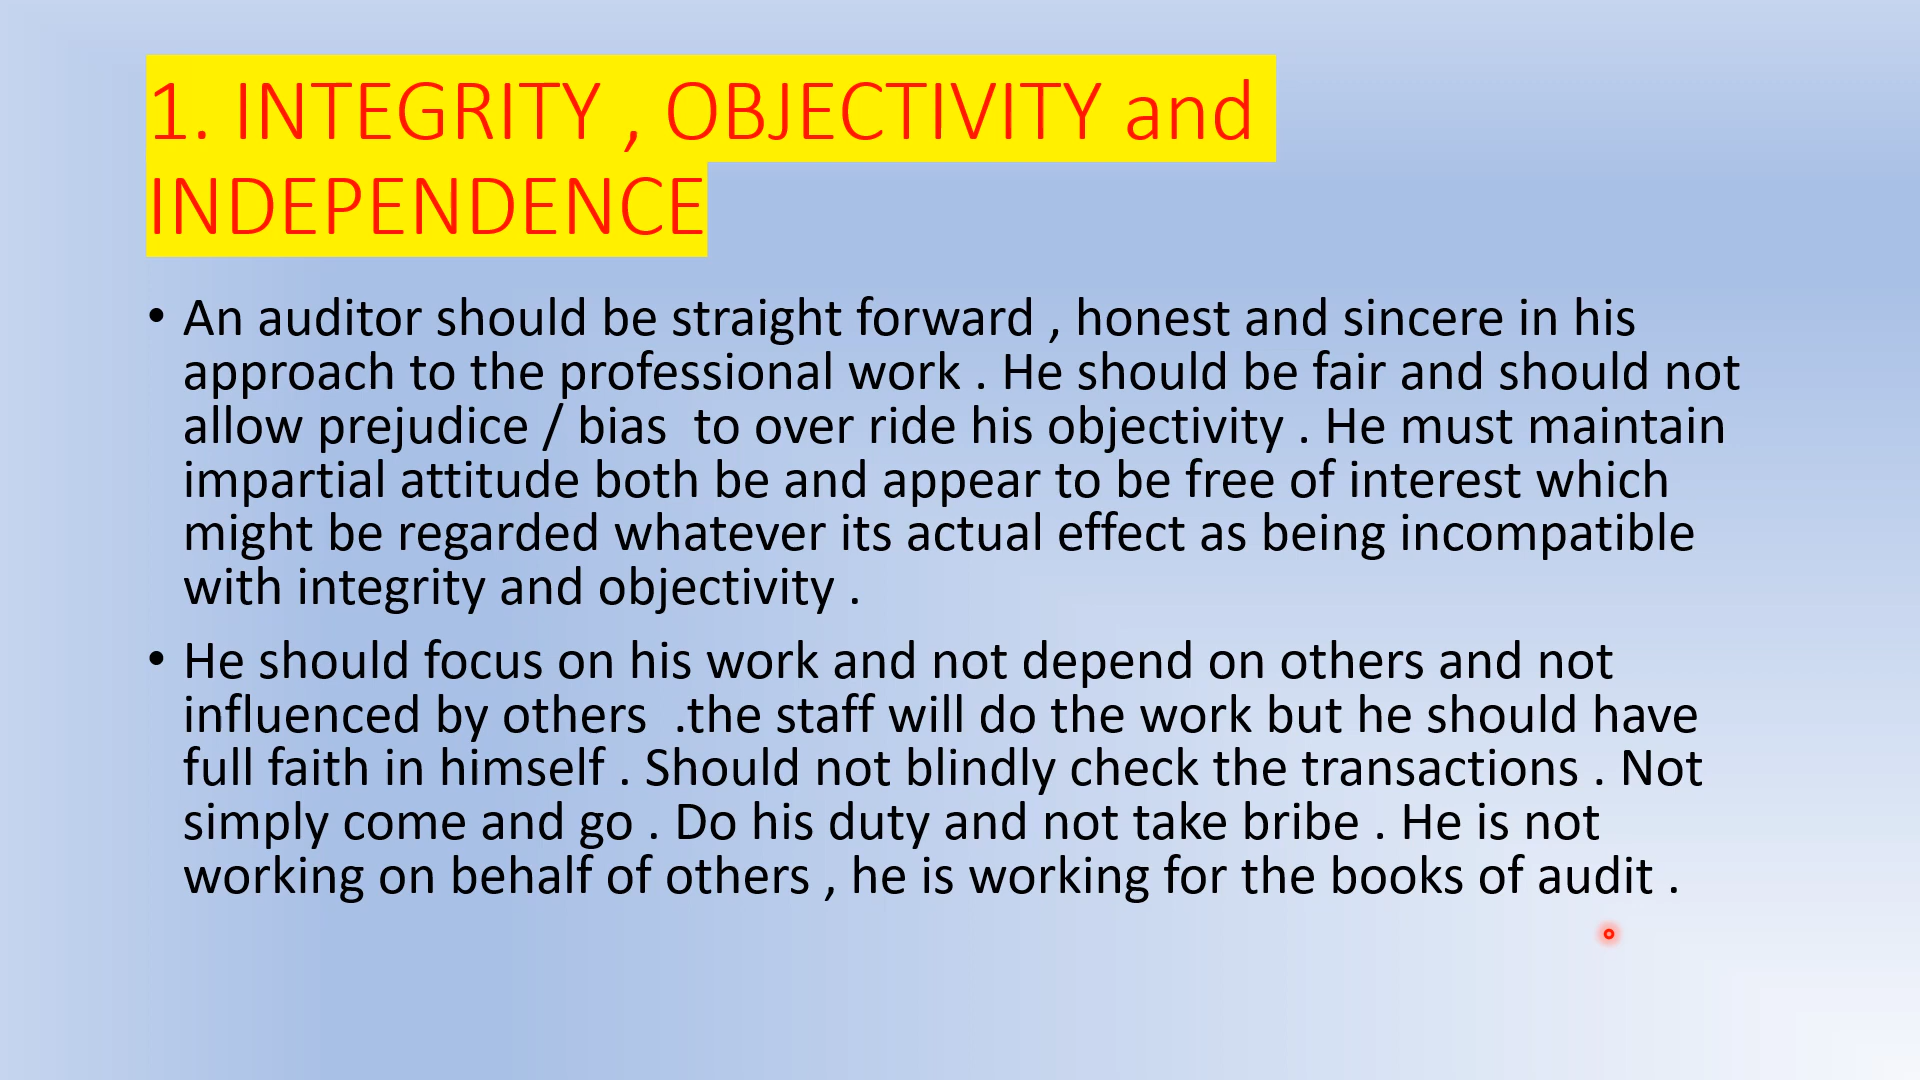 1. INTEGRITY , OBJECTIVITY and
INDEPENDENCE
• An auditor should be straight forward , honest and sincere in his
approach to the professional work . He should be fair and should not
allow prejudice / bias  to over ride his objectivity . He must maintain
impartial attitude both be and appear to be free of interest which
might be regarded whatever its actual effect as being incompatible
with integrity and objectivity .
• He should focus on his work and not depend on others and not
influenced by others  .the staff will do the work but he should have
full faith in himself . Should not blindly check the transactions . Not
simply come and go . Do his duty and not take bribe . He is not
working on behalf of others , he is working for the books of audit .